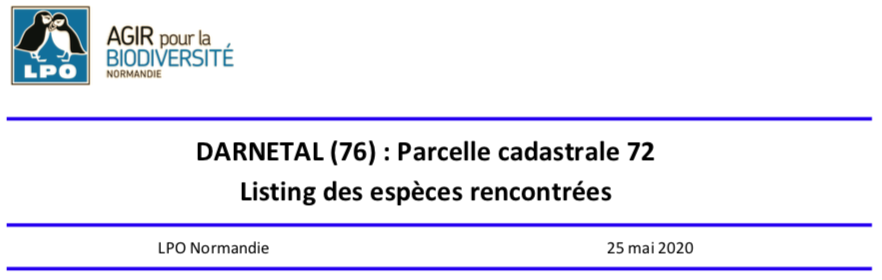 LPO
AGIR pour la
BIODIVERSITÉ
NORMANDIE
DARNETAL (76) : Parcelle cadastrale 72
Listing des espèces rencontrées
LPO Normandie 25 mai 2020